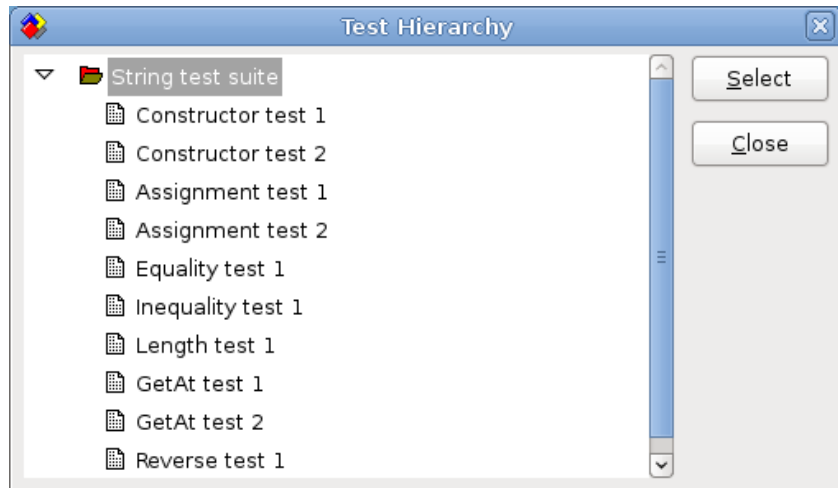 Test Hierarchy
String test suite
Constructor test 1
Constructor test 2
Assignment test 1
Assignment test 2
Equality test 1
Inequality test 1
Length test 1
GetAt test 1
GetAt test 2
Reverse test 1
Select
Close